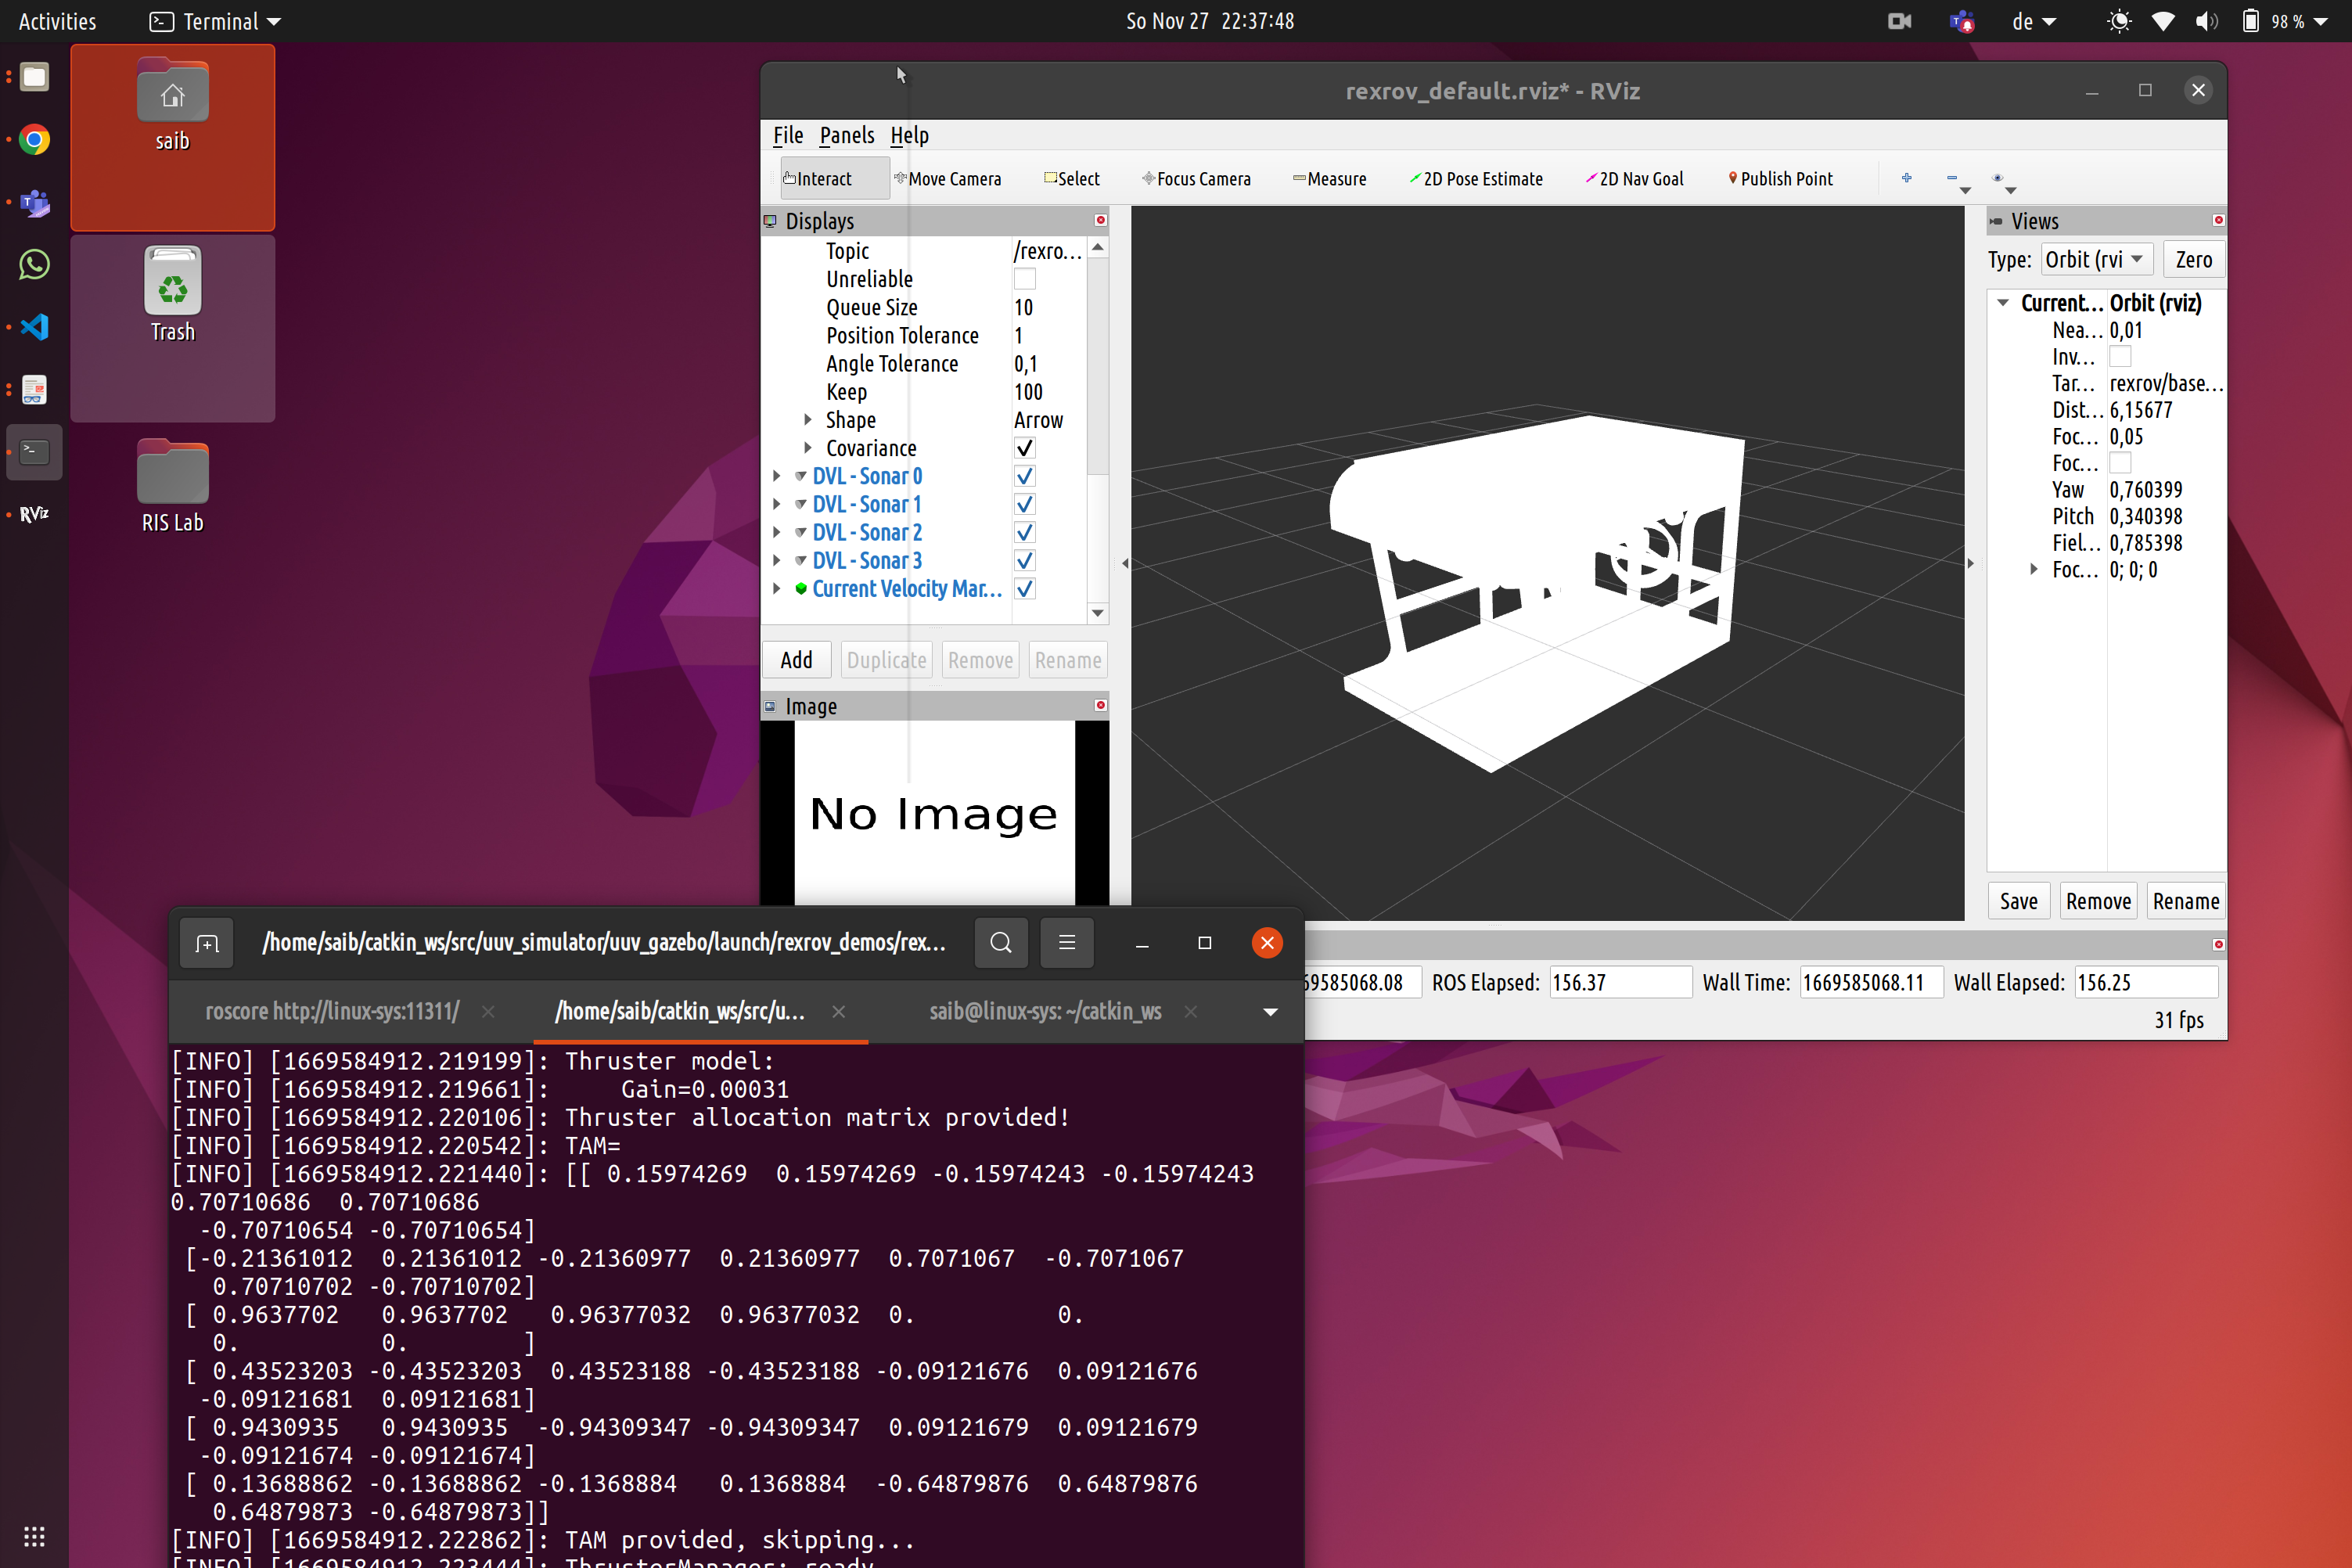 Activities
Terminal
So Nov 27 22:37:48
de
98 %
saib
Trash
RIS Lab
RViz
rexrov_default.rviz* - RViz
File Panels Help
Interact Move Camera Select Focus Camera Measure 2D Pose Estimate 2D Nav Goal Publish Point
Displays
Topic /rexro...
Unreliable
Queue Size 10
Position Tolerance 1
Angle Tolerance 0,1
Keep 100
Shape Arrow
Covariance
DVL - Sonar 0
DVL - Sonar 1
DVL - Sonar 2
DVL - Sonar 3
Current Velocity Mar...
Add Duplicate Remove Rename
Image
No Image
Views
Type: Orbit (rvi Zero
Current... Orbit (rviz)
Nea... 0,01
Inv...
Tar... rexrov/base...
Dist... 6,15677
Foc... 0,05
Foc...
Yaw 0,760399
Pitch 0,340398
Fiel... 0,785398
Foc... 0; 0; 0
Save Remove Rename
69585068.08 ROS Elapsed: 156.37 Wall Time: 1669585068.11 Wall Elapsed: 156.25
31 fps
/home/saib/catkin_ws/src/uuv_simulator/uuv_gazebo/launch/rexrov_demos/rex...
roscore http://linux-sys:11311/ /home/saib/catkin_ws/src/u... saib@linux-sys: ~/catkin_ws
[INFO] [1669584912.219199]: Thruster model:
[INFO] [1669584912.219661]:     Gain=0.00031
[INFO] [1669584912.220106]: Thruster allocation matrix provided!
[INFO] [1669584912.220542]: TAM=
[INFO] [1669584912.221440]: [[ 0.15974269  0.15974269 -0.15974243 -0.15974243
0.70710686  0.70710686
  -0.70710654 -0.70710654]
 [-0.21361012  0.21361012 -0.21360977  0.21360977  0.7071067  -0.7071067
   0.70710702 -0.70710702]
 [ 0.9637702   0.9637702   0.96377032  0.96377032  0.          0.
   0.          0.        ]
 [ 0.43523203 -0.43523203  0.43523188 -0.43523188 -0.09121676  0.09121676
  -0.09121681  0.09121681]
 [ 0.9430935   0.9430935  -0.94309347 -0.94309347  0.09121679  0.09121679
  -0.09121674 -0.09121674]
 [ 0.13688862 -0.13688862 -0.1368884   0.1368884  -0.64879876  0.64879876
   0.64879873 -0.64879873]]
[INFO] [1669584912.222862]: TAM provided, skipping...
[INFO] [1669584912.223444]: ThrusterManager: ready